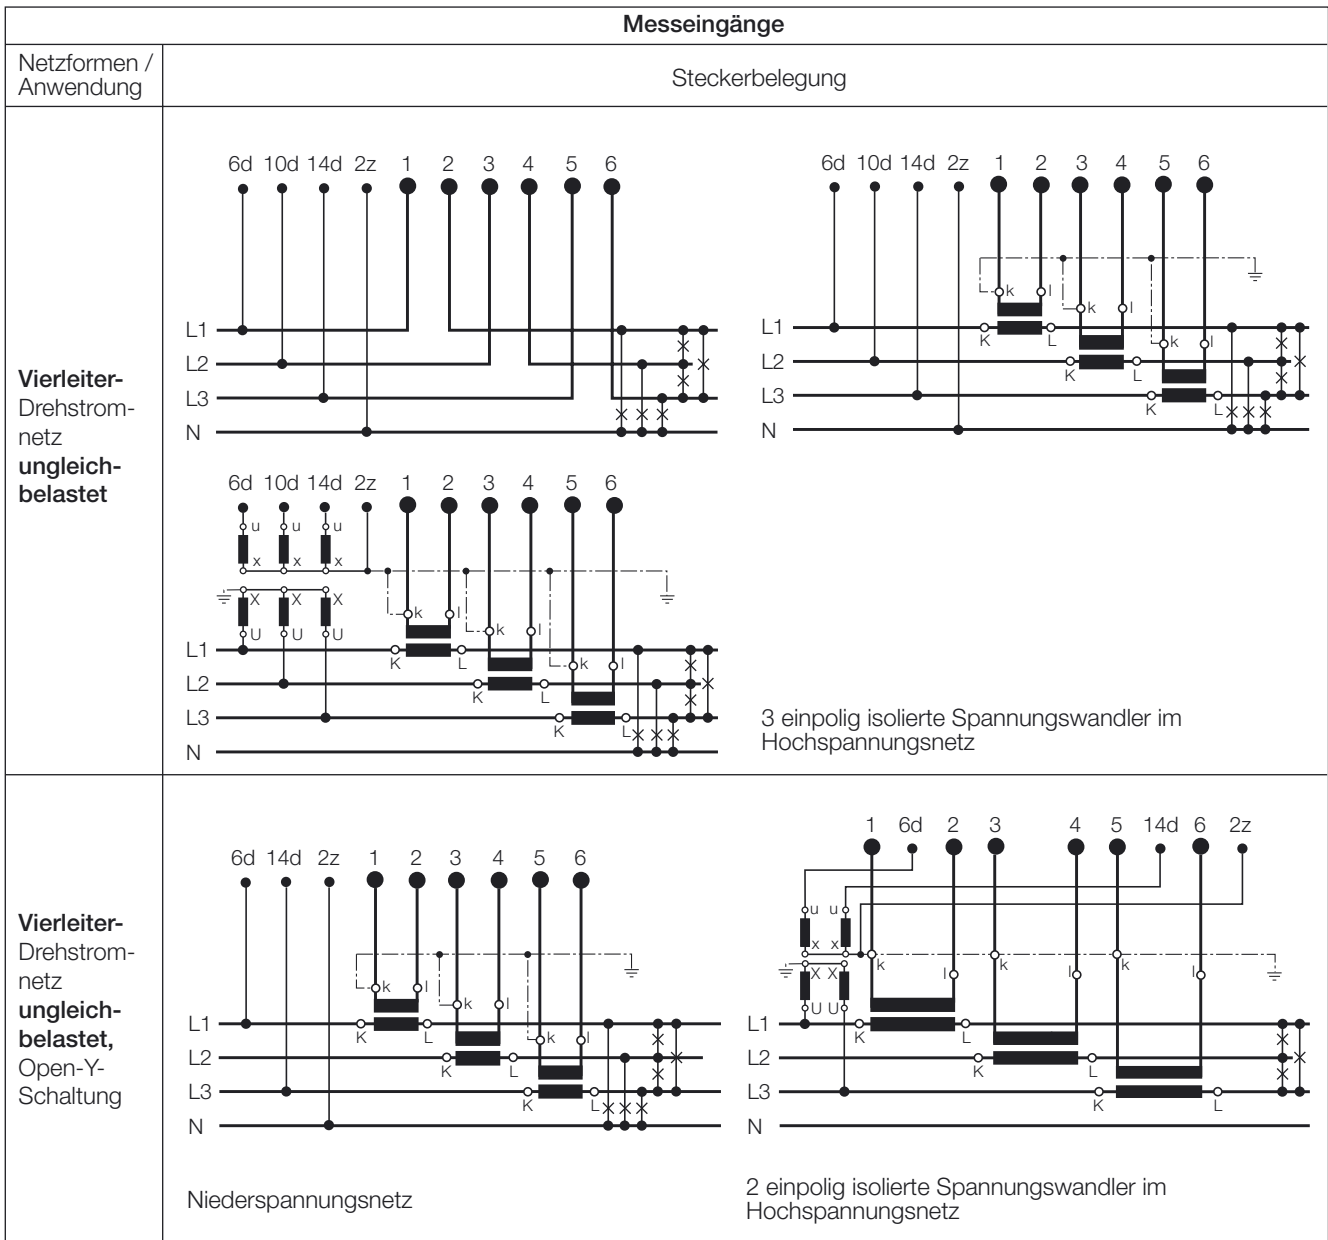 Messeingänge
Netzformen /
Anwendung
Steckerbelegung
Vierleiter-
Drehstrom-
netz
ungleich-
belastet
6d 10d 14d 2z 1 2 3 4 5 6
L1
L2
L3
N
6d 10d 14d 2z 1 2 3 4 5 6
k l
k l
k l
L1
K L
L2
K L
L3
K L
N
6d 10d 14d 2z 1 2 3 4 5 6
u u u
x x x
X X X
U U U
k l
k l
k l
L1
K L
L2
K L
L3
K L
N
3 einpolig isolierte Spannungswandler im
Hochspannungsnetz
Vierleiter-
Drehstrom-
netz
ungleich-
belastet,
Open-Y-
Schaltung
6d 14d 2z 1 2 3 4 5 6
k l
k l
k l
L1
K L
L2
K L
L3
K L
N
Niederspannungsnetz
1 6d 2 3 4 5 14d 6 2z
u u
x x
X X
U U
k l k l k l
L1
K L
L2
K L
L3
K L
N
2 einpolig isolierte Spannungswandler im
Hochspannungsnetz